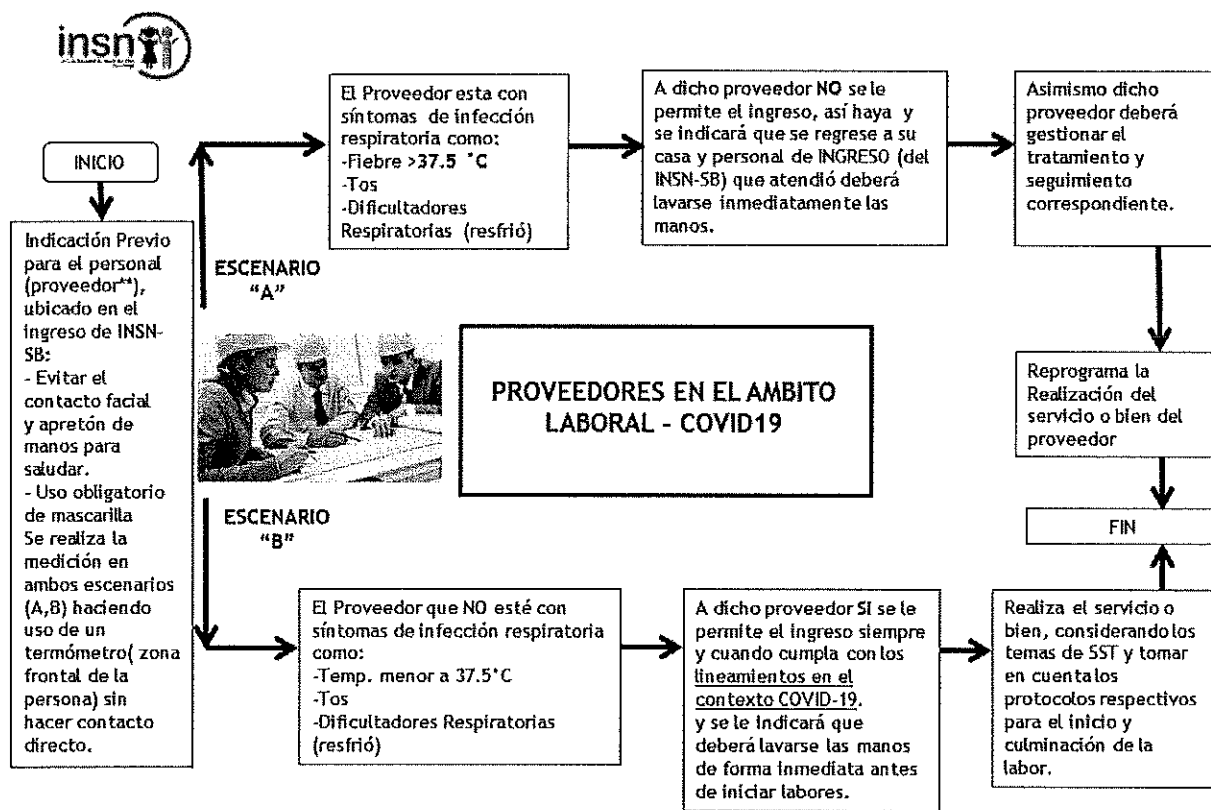 insn
INICIO
Indicación Previo
para el personal
(proveedor**),
ubicado en el
ingreso de INSN-
SB:
- Evitar el
contacto facial
y apretón de
manos para
saludar.
- Uso obligatorio
de mascarilla
Se realiza la
medición en
ambos escenarios
(A,B) haciendo
uso de un
termómetro( zona
frontal de la
persona) sin
hacer contacto
directo.
ESCENARIO
"A"
El Proveedor esta con
síntomas de infección
respiratoria como:
-Fiebre >37.5 °C
-Tos
-Dificultadores
Respiratorias (resfrió)
A dicho proveedor NO se le
permite el ingreso, así haya y
se indicará que se regrese a su
casa y personal de INGRESO (del
INSN-SB) que atendió deberá
lavarse inmediatamente las
manos.
Asimismo dicho
proveedor deberá
gestionar el
tratamiento y
seguimiento
correspondiente.
Reprograma la
Realización del
servicio o bien del
proveedor
FIN
PROVEEDORES EN EL AMBITO
LABORAL - COVID19
ESCENARIO
"B"
El Proveedor que NO esté con
síntomas de infección respiratoria
como:
-Temp. menor a 37.5°C
-Tos
-Dificultadores Respiratorias
(resfrió)
A dicho proveedor SI se le
permite el ingreso siempre
y cuando cumpla con los
lineamientos en el
contexto COVID-19.
y se le indicará que
deberá lavarse las manos
de forma inmediata antes
de iniciar labores.
Realiza el servicio o
bien, considerando los
temas de SST y tomar
en cuenta los
protocolos respectivos
para el inicio y
culminación de la
labor.